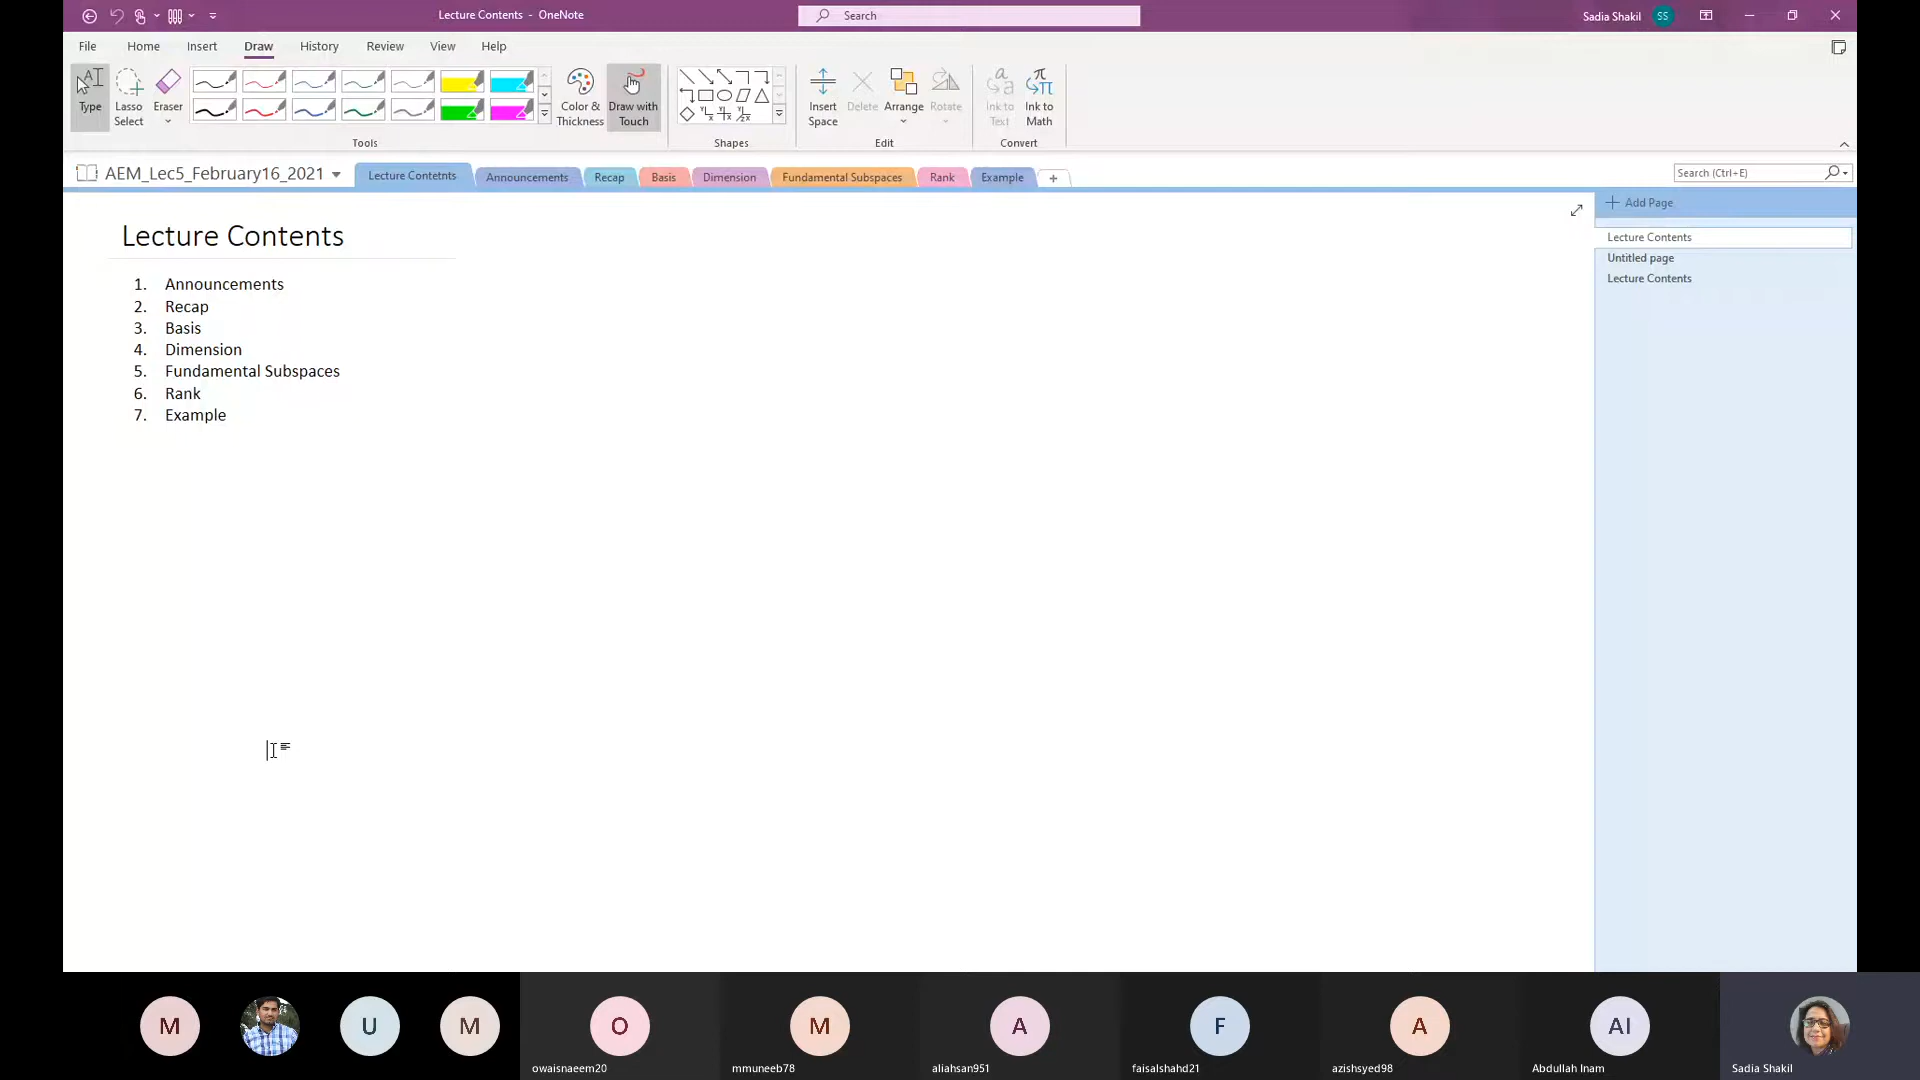 Lecture Contents - OneNote
Search
Sadia Shakil
SS
File Home Insert Draw History Review View Help
Type
Lasso Select
Eraser
Color & Thickness
Draw with Touch
Insert Space
Delete
Arrange
Rotate
Ink to Text
Ink to Math
Tools
Shapes
Edit
Convert
AEM_Lec5_February16_2021
Lecture Contetnts
Announcements
Recap
Basis
Dimension
Fundamental Subspaces
Rank
Example
Search (Ctrl+E)
Add Page
Lecture Contents
Untitled page
Lecture Contents
Lecture Contents
1. Announcements
2. Recap
3. Basis
4. Dimension
5. Fundamental Subspaces
6. Rank
7. Example
M
U
M
O
M
A
F
A
AI
owaisnaeem20
mmuneeb78
aliahsan951
faisalshahd21
azishsyed98
Abdullah Inam
Sadia Shakil